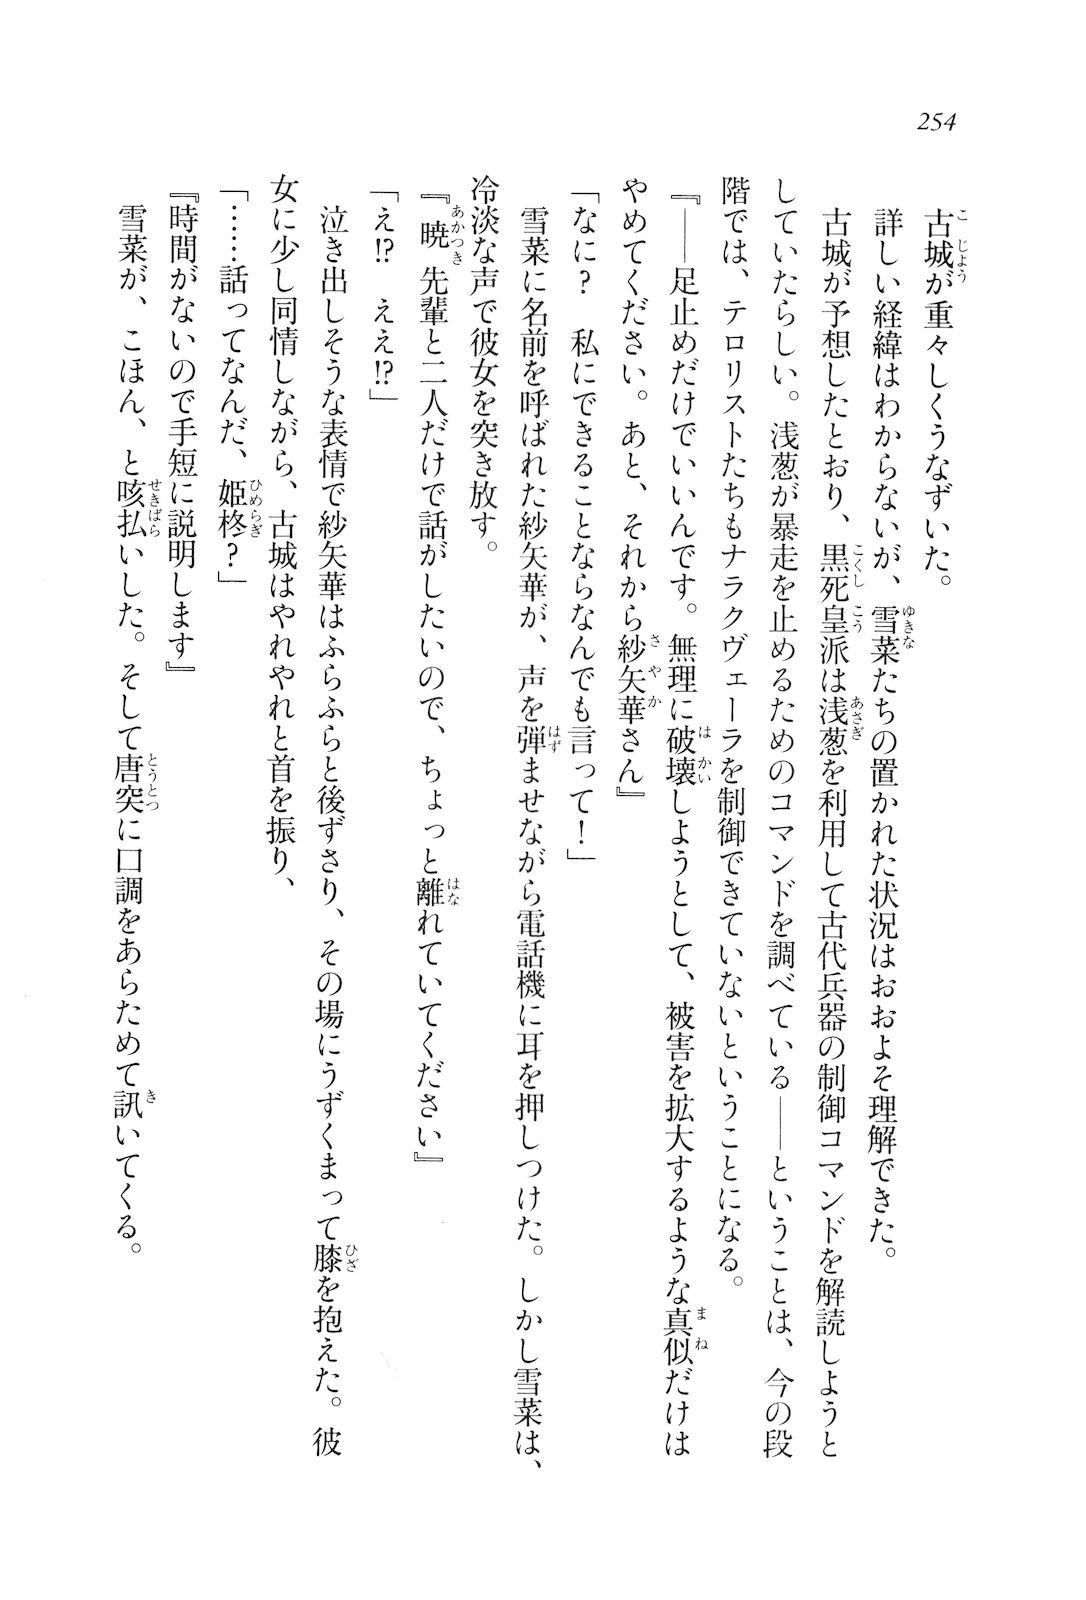 254
古城が重々しくうなずいた。
詳しい経緯はわからないが、雪菜たちの置かれた状況はおおよそ理解できた。
古城が予想したとおり、黒死皇派は浅葱を利用して古代兵器の制御コマンドを解読しようと
していたらしい。浅葱が暴走を止めるためのコマンドを調べている――ということは、今の段
階では、テロリストたちもナラクヴェーラを制御できていないということになる。
『――足止めだけでいいんです。無理に破壊しようとして、被害を拡大するような真似だけは
やめてください。あと、それから紗矢華さん』
「なに？　私にできることならなんでも言って！」
雪菜に名前を呼ばれた紗矢華が、声を弾ませながら電話機に耳を押しつけた。しかし雪菜は、
冷淡な声で彼女を突き放す。
『暁先輩と二人だけで話がしたいので、ちょっと離れていてください』
「え!?　ええ!?」
泣き出しそうな表情で紗矢華はふらふらと後ずさり、その場にうずくまって膝を抱えた。彼
女に少し同情しながら、古城はやれやれと首を振り、
「……話ってなんだ、姫柊？」
『時間がないので手短に説明します』
雪菜が、こほん、と咳払いした。そして唐突に口調をあらためて訊いてくる。